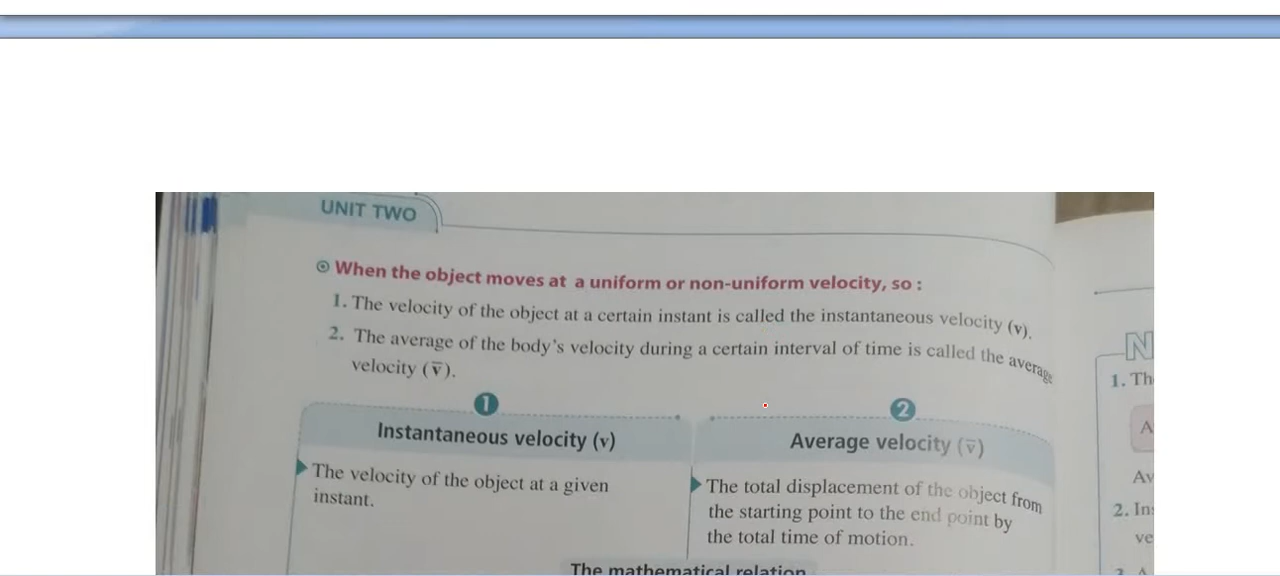 UNIT TWO
When the object moves at a uniform or non-uniform velocity, so :
1. The velocity of the object at a certain instant is called the instantaneous velocity (v).
2. The average of the body's velocity during a certain interval of time is called the average
velocity (v̅).
1
Instantaneous velocity (v)
The velocity of the object at a given
instant.
2
Average velocity (v̅)
The total displacement of the object from
the starting point to the end point by
the total time of motion.
The mathematical relation
N
1. Th
A
Av
2. Ins
ve